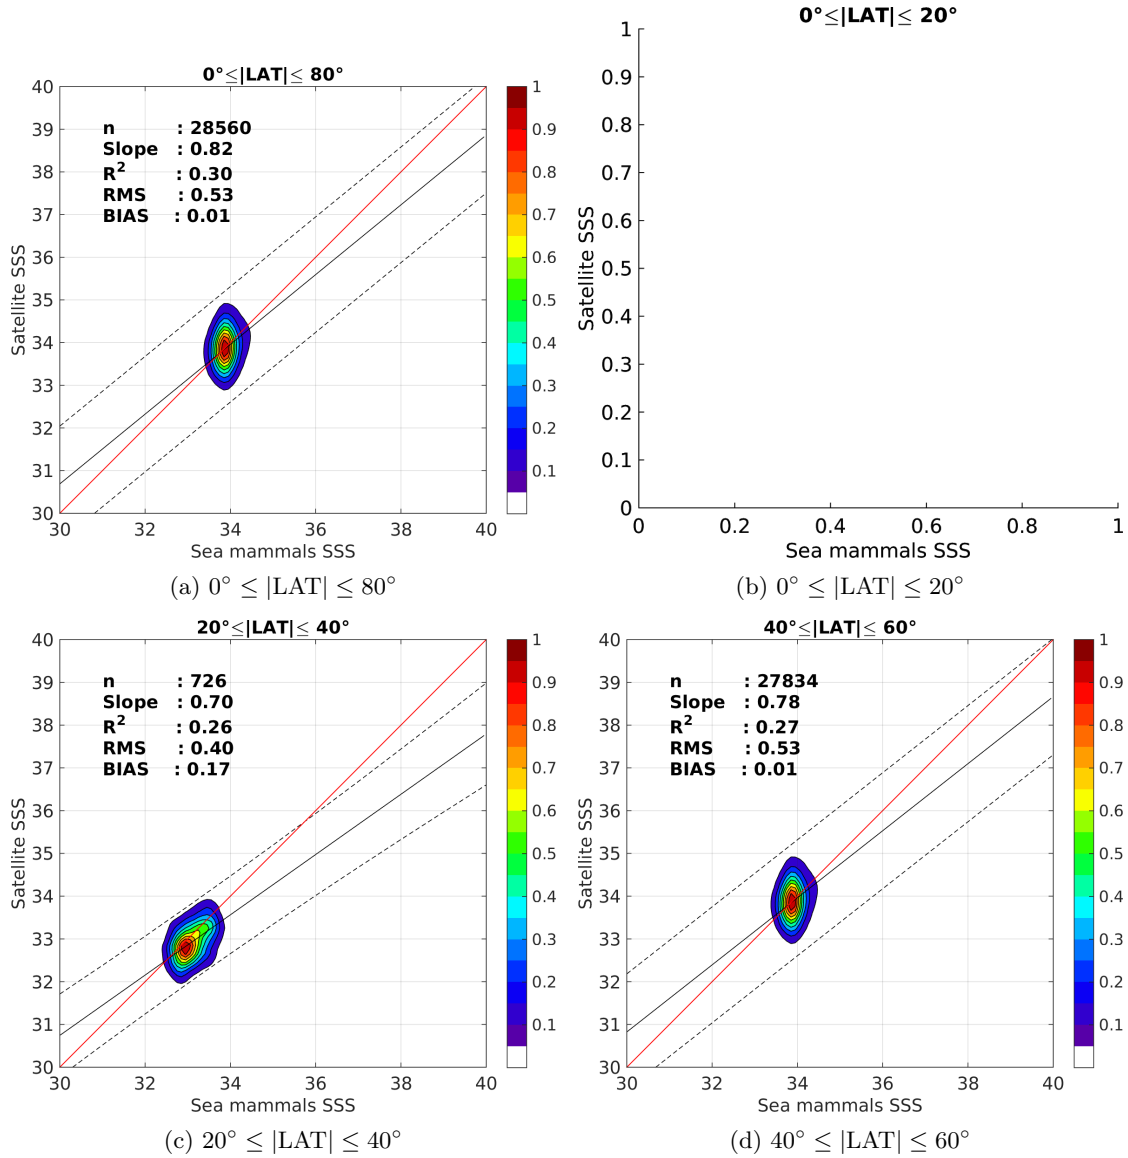 0°≤|LAT|≤ 80°
40
39
38
37
36
35
34
33
32
31
30
30 32 34 36 38 40
Satellite SSS
Sea mammals SSS
n : 28560
Slope : 0.82
R² : 0.30
RMS : 0.53
BIAS : 0.01
1
0.9
0.8
0.7
0.6
0.5
0.4
0.3
0.2
0.1
(a) 0° ≤ |LAT| ≤ 80°
0°≤|LAT|≤ 20°
1
0.9
0.8
0.7
0.6
0.5
0.4
0.3
0.2
0.1
0
0 0.2 0.4 0.6 0.8 1
Satellite SSS
Sea mammals SSS
(b) 0° ≤ |LAT| ≤ 20°
20°≤|LAT|≤ 40°
40
39
38
37
36
35
34
33
32
31
30
30 32 34 36 38 40
Satellite SSS
Sea mammals SSS
n : 726
Slope : 0.70
R² : 0.26
RMS : 0.40
BIAS : 0.17
1
0.9
0.8
0.7
0.6
0.5
0.4
0.3
0.2
0.1
(c) 20° ≤ |LAT| ≤ 40°
40°≤|LAT|≤ 60°
40
39
38
37
36
35
34
33
32
31
30
30 32 34 36 38 40
Satellite SSS
Sea mammals SSS
n : 27834
Slope : 0.78
R² : 0.27
RMS : 0.53
BIAS : 0.01
1
0.9
0.8
0.7
0.6
0.5
0.4
0.3
0.2
0.1
(d) 40° ≤ |LAT| ≤ 60°